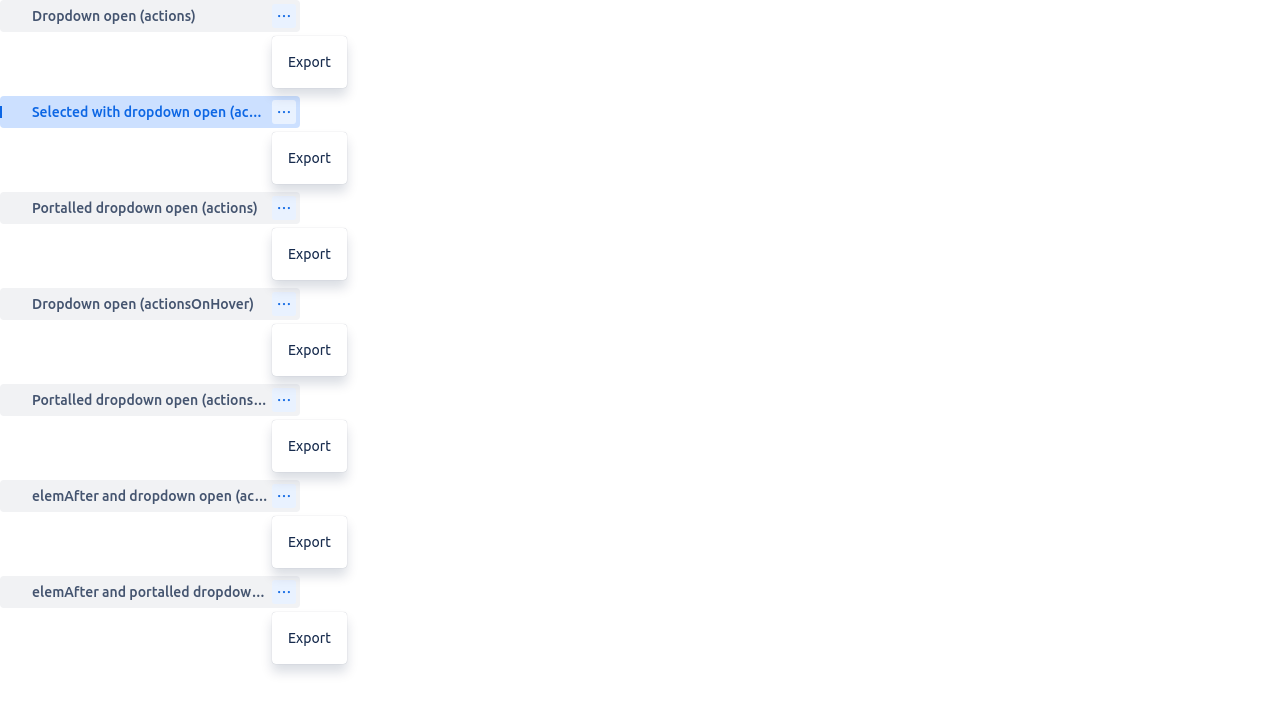 Dropdown open (actions)
Export
Selected with dropdown open (ac...
Export
Portalled dropdown open (actions)
Export
Dropdown open (actionsOnHover)
Export
Portalled dropdown open (actions...
Export
elemAfter and dropdown open (ac...
Export
elemAfter and portalled dropdow...
Export